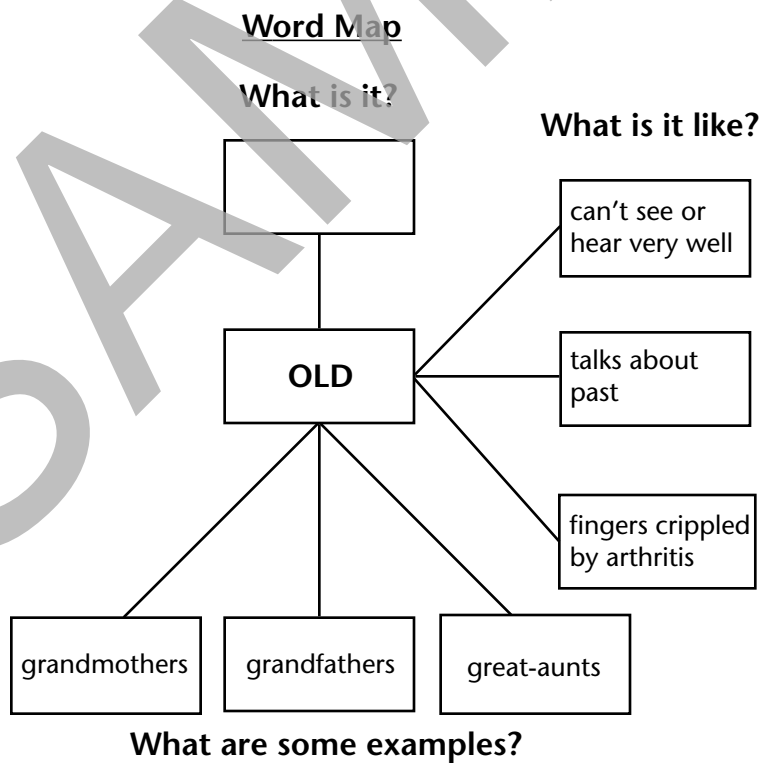 Word Map
What is it?
What is it like?
can't see or
hear very well
OLD
talks about
past
fingers crippled
by arthritis
grandmothers
grandfathers
great-aunts
What are some examples?